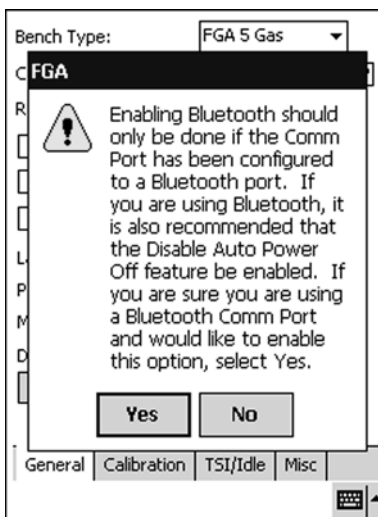 Bench Type: FGA 5 Gas
FGA
Enabling Bluetooth should
only be done if the Comm
Port has been configured
to a Bluetooth port. If
you are using Bluetooth, it
is also recommended that
the Disable Auto Power
Off feature be enabled. If
you are sure you are using
a Bluetooth Comm Port
and would like to enable
this option, select Yes.
Yes No
General Calibration TSI/Idle Misc